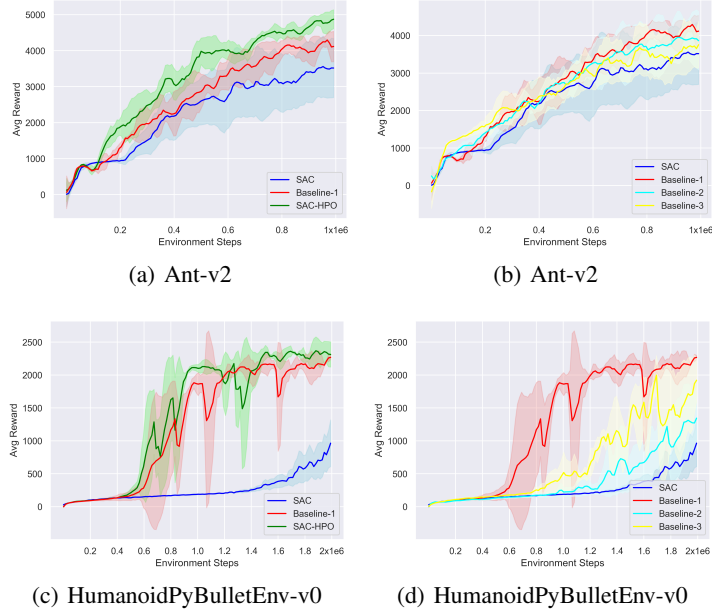 5000
4000
3000
2000
1000
0
Avg Reward
0.2 0.4 0.6 0.8 1x1e6
Environment Steps
SAC
Baseline-1
SAC-HPO
(a) Ant-v2
4000
3000
2000
1000
0
Avg Reward
0.2 0.4 0.6 0.8 1x1e6
Environment Steps
SAC
Baseline-1
Baseline-2
Baseline-3
(b) Ant-v2
2500
2000
1500
1000
500
0
Avg Reward
0.2 0.4 0.6 0.8 1.0 1.2 1.4 1.6 1.8 2x1e6
Environment Steps
SAC
Baseline-1
SAC-HPO
(c) HumanoidPyBulletEnv-v0
2500
2000
1500
1000
500
0
Avg Reward
0.2 0.4 0.6 0.8 1.0 1.2 1.4 1.6 1.8 2x1e6
Environment Steps
SAC
Baseline-1
Baseline-2
Baseline-3
(d) HumanoidPyBulletEnv-v0